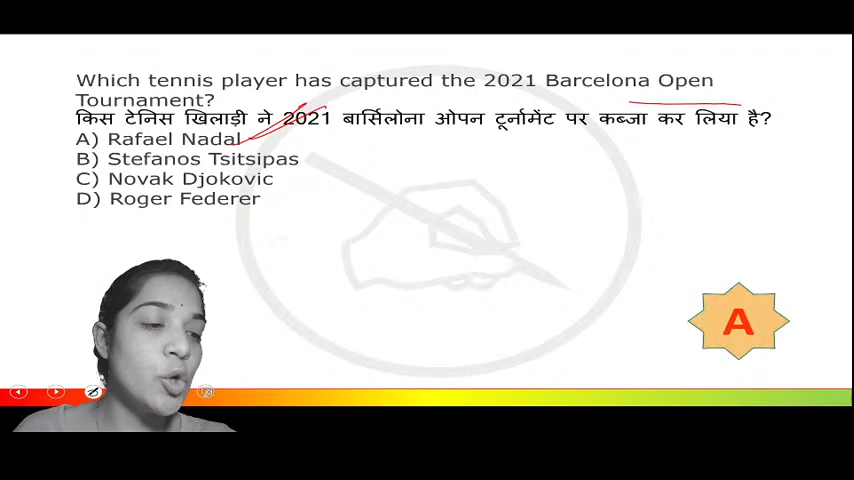 Which tennis player has captured the 2021 Barcelona Open
Tournament?
किस टेनिस खिलाड़ी ने 2021 बार्सिलोना ओपन टूर्नामेंट पर कब्जा कर लिया है?
A) Rafael Nadal
B) Stefanos Tsitsipas
C) Novak Djokovic
D) Roger Federer
A